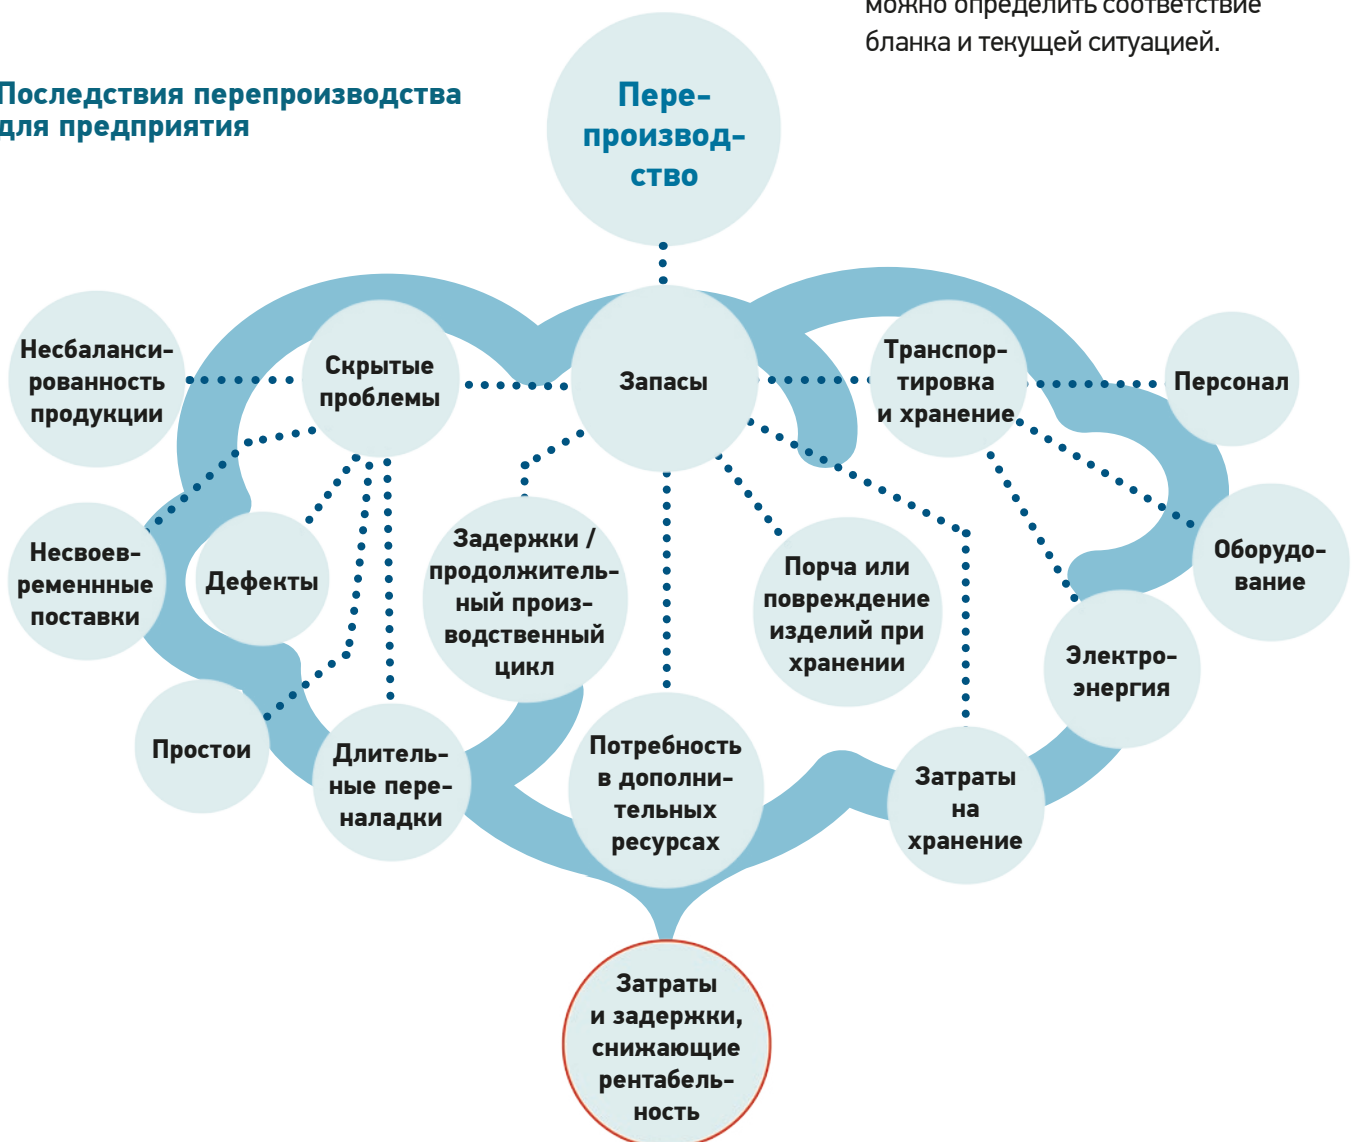 можно определить соответствие
бланка и текущей ситуацией.
Последствия перепроизводства
для предприятия
Пере-
производ-
ство
Несбаланси-
рованность
продукции
Скрытые
проблемы
Запасы
Транспор-
тировка
и хранение
Персонал
Несвоев-
ременнные
поставки
Дефекты
Задержки /
продолжитель-
ный произ-
водственный
цикл
Порча или
повреждение
изделий при
хранении
Оборудо-
вание
Электро-
энергия
Простои
Длитель-
ные пере-
наладки
Потребность
в дополни-
тельных
ресурсах
Затраты
на
хранение
Затраты
и задержки,
снижающие
рентабель-
ность